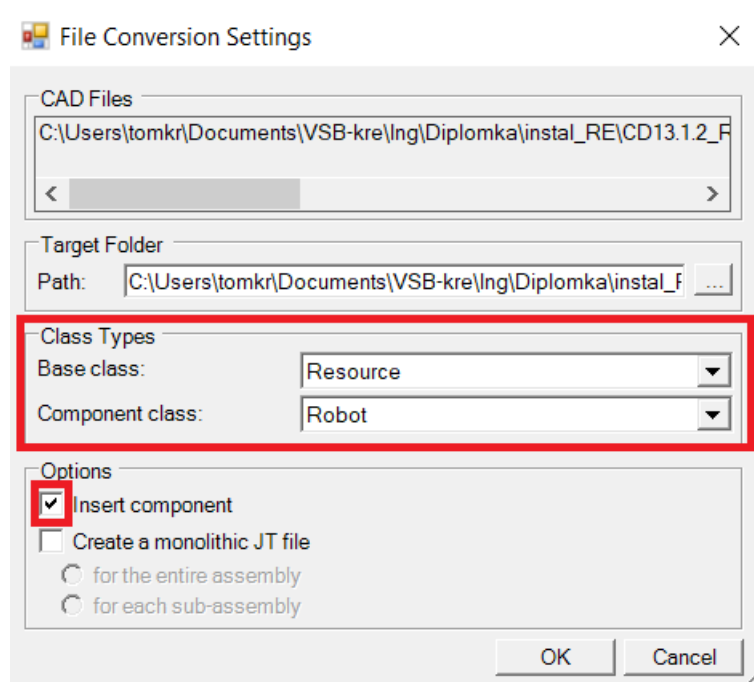 File Conversion Settings
CAD Files
C:\Users\tomkr\Documents\VSB-kre\Ing\Diplomka\instal_RE\CD13.1.2_R
Target Folder
Path: C:\Users\tomkr\Documents\VSB-kre\Ing\Diplomka\instal_F ...
Class Types
Base class: Resource
Component class: Robot
Options
Insert component
Create a monolithic JT file
for the entire assembly
for each sub-assembly
OK Cancel